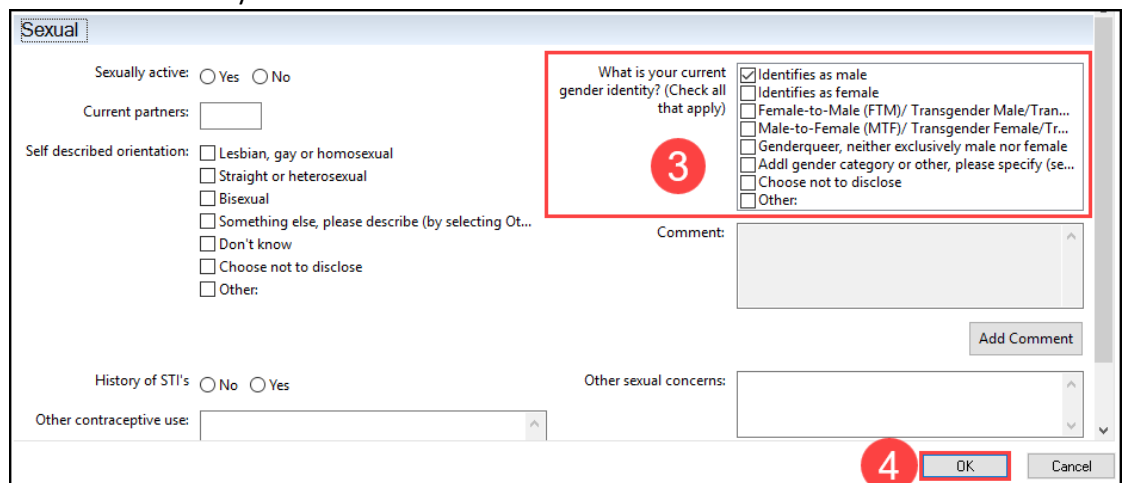 Sexual
Sexually active:
Yes No
Current partners:
Self described orientation:
Lesbian, gay or homosexual
Straight or heterosexual
Bisexual
Something else, please describe (by selecting Ot...
Don't know
Choose not to disclose
Other:
What is your current
gender identity? (Check all
that apply)
3
Identifies as male
Identifies as female
Female-to-Male (FTM)/ Transgender Male/Tran...
Male-to-Female (MTF)/ Transgender Female/Tr...
Genderqueer, neither exclusively male nor female
Addl gender category or other, please specify (se...
Choose not to disclose
Other:
Comment:
Add Comment
History of STI's
No Yes
Other sexual concerns:
Other contraceptive use:
4
OK
Cancel